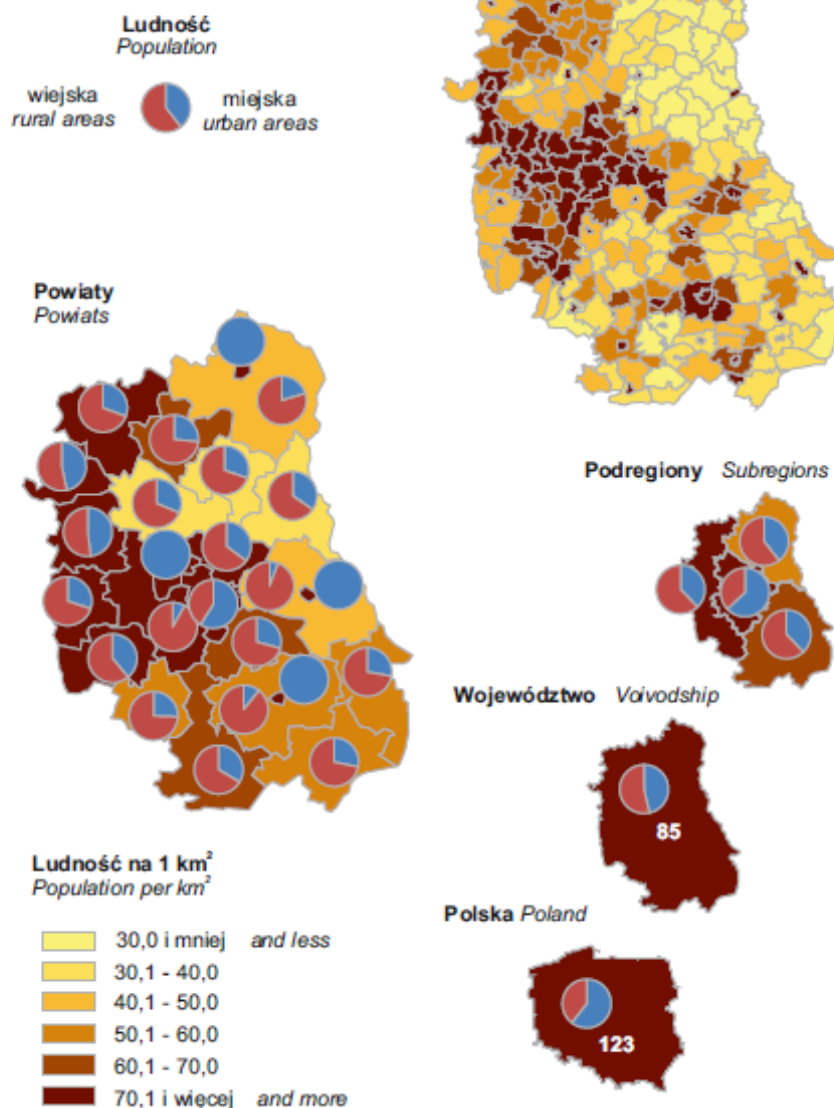 Ludność
Population
wiejska
rural areas
miejska
urban areas
Powiaty
Powiats
Podregiony Subregions
Województwo Voivodship
85
Ludność na 1 km²
Population per km²
Polska Poland
123
30,0 i mniej and less
30,1 - 40,0
40,1 - 50,0
50,1 - 60,0
60,1 - 70,0
70,1 i więcej and more